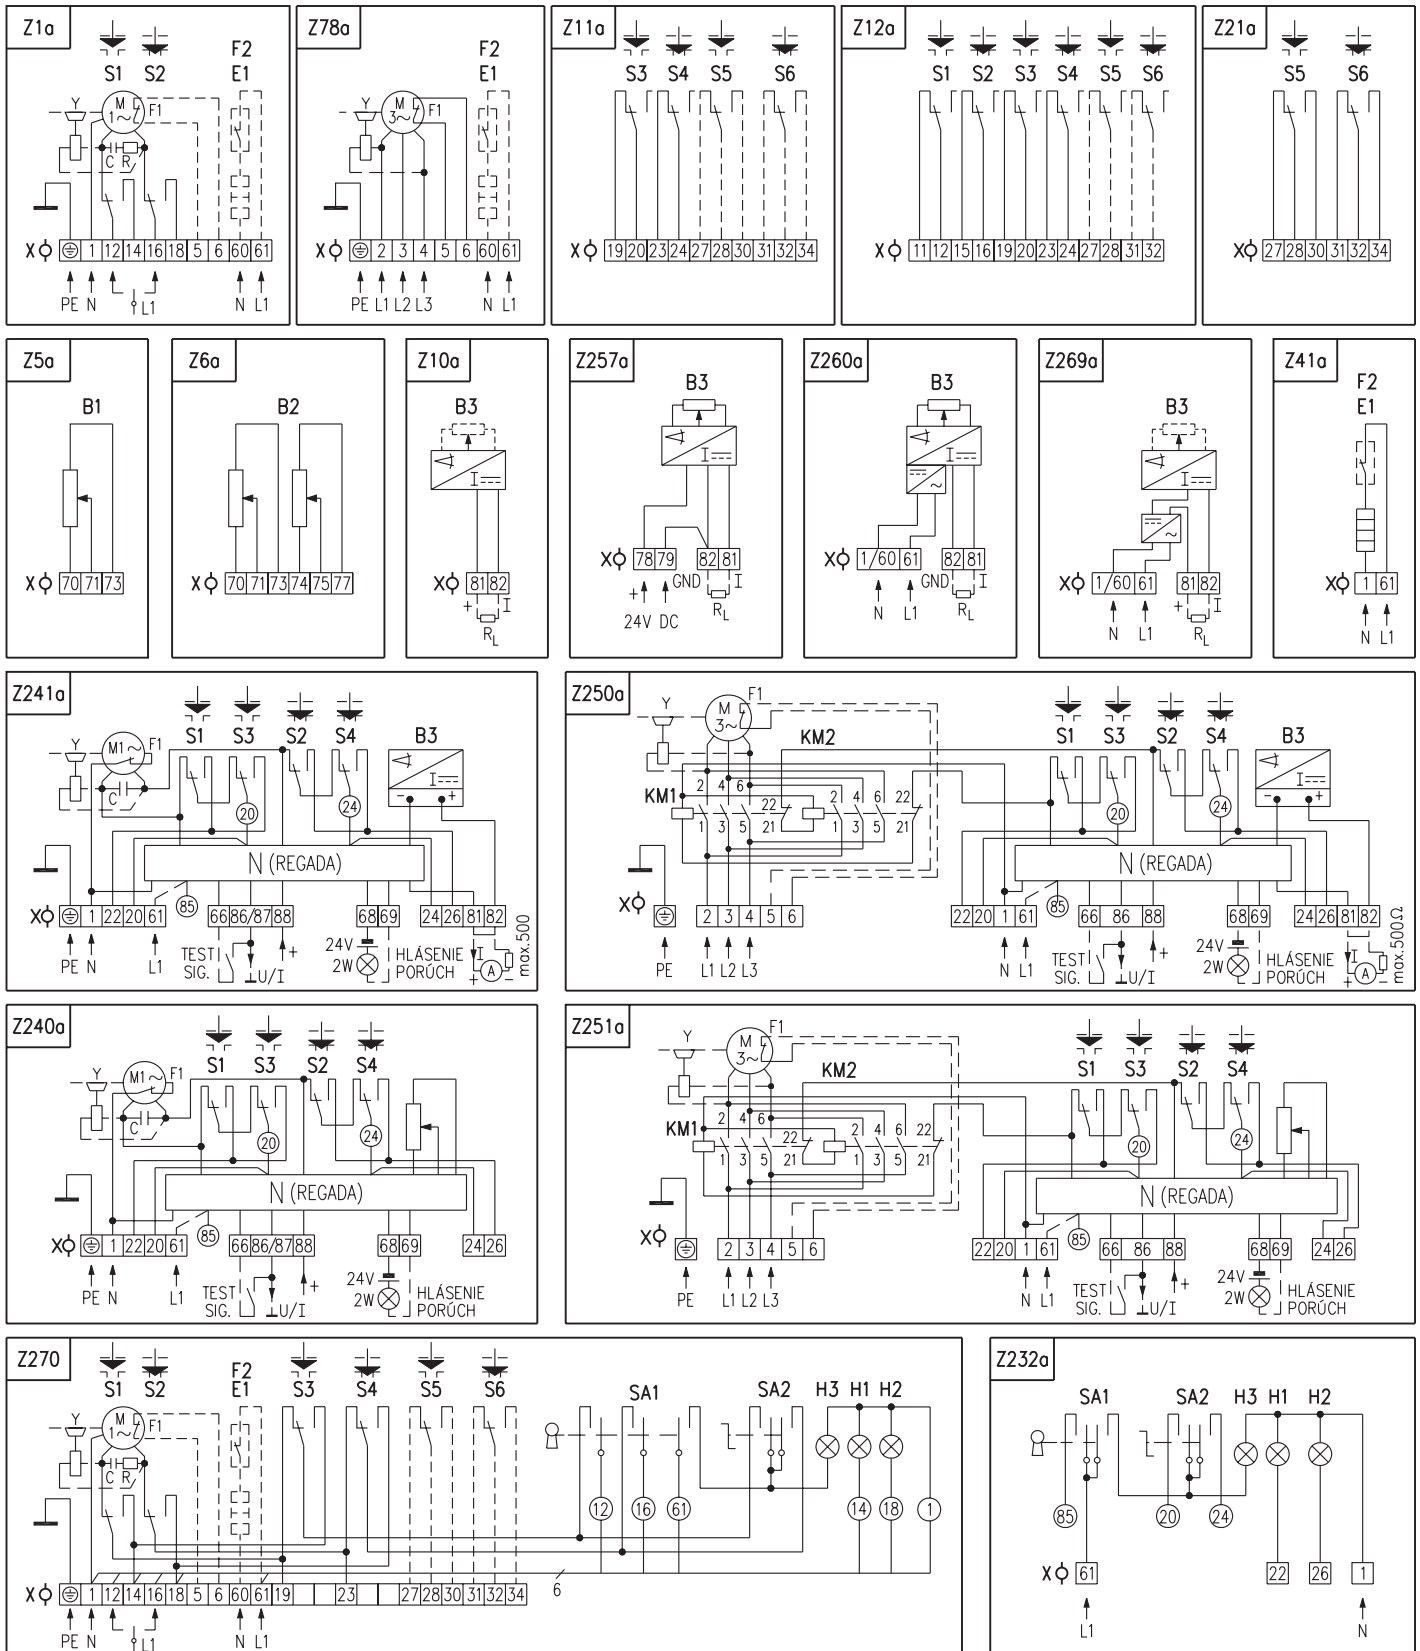 Z1a
S1 S2
F2
E1
Y M 1~ F1
C R
X 1 12 14 16 18 5 6 60 61
PE N L1 N L1
Z78a
F2
E1
Y M 3~ F1
X 2 3 4 5 6 60 61
PE L1 L2 L3 N L1
Z11a
S3 S4 S5 S6
X 19 20 23 24 27 28 30 31 32 34
Z12a
S1 S2 S3 S4 S5 S6
X 11 12 15 16 19 20 23 24 27 28 31 32
Z21a
S5 S6
X 27 28 30 31 32 34
Z5a
B1
X 70 71 73
Z6a
B2
X 70 71 73 74 75 77
Z10a
B3
I
X 81 82
+ I
RL
Z257a
B3
I
X 78 79 82 81
+ GND I
24V DC RL
Z260a
B3
I
~
X 1/60 61 82 81
GND I
N L1 RL
Z269a
B3
I
~
X 1/60 61 81 82
+ I
N L1 RL
Z41a
F2
E1
X 1 61
N L1
Z241a
S1 S3 S2 S4 B3
Y M1~ F1
C 20 24 I - +
N (REGADA)
X 1 22 20 61 85 66 86/87 88 68 69 24 26 81 82
PE N L1 TEST SIG. U/I + 24V 2W HLÁSENIE PORÚCH I A + - max.500
Z250a
Y M 3~ F1
KM2
S1 S3 S2 S4 B3
2 4 6 2 4 6 22
KM1 22
1 3 5 21 1 3 5 21
20 24 I - +
N (REGADA)
X 2 3 4 5 6 22 20 1 61 85 66 86 88 68 69 24 26 81 82
PE L1 L2 L3 N L1 TEST SIG. U/I + 24V 2W HLÁSENIE PORÚCH I A + - max.500Ω
Z240a
S1 S3 S2 S4
Y M1~ F1
C 20 24
N (REGADA)
X 1 22 20 61 85 66 86/87 88 68 69 24 26
PE N L1 TEST SIG. U/I + 24V 2W HLÁSENIE PORÚCH
Z251a
Y M 3~ F1
KM2
S1 S3 S2 S4
2 4 6 2 4 6 22
KM1 22
1 3 5 21 1 3 5 21
20 24
N (REGADA)
X 2 3 4 5 6 22 20 1 61 85 66 86 88 68 69 24 26
PE L1 L2 L3 N L1 TEST SIG. U/I + 24V 2W HLÁSENIE PORÚCH
Z270
S1 S2 F2 E1 S3 S4 S5 S6 SA1 SA2 H3 H1 H2
Y M 1~ F1
C R
12 16 61 14 18 1
6
X 1 12 14 16 18 5 6 60 61 19 23 27 28 30 31 32 34
PE N L1 N L1
Z232a
SA1 SA2 H3 H1 H2
85 20 24
X 61 22 26 1
L1 N